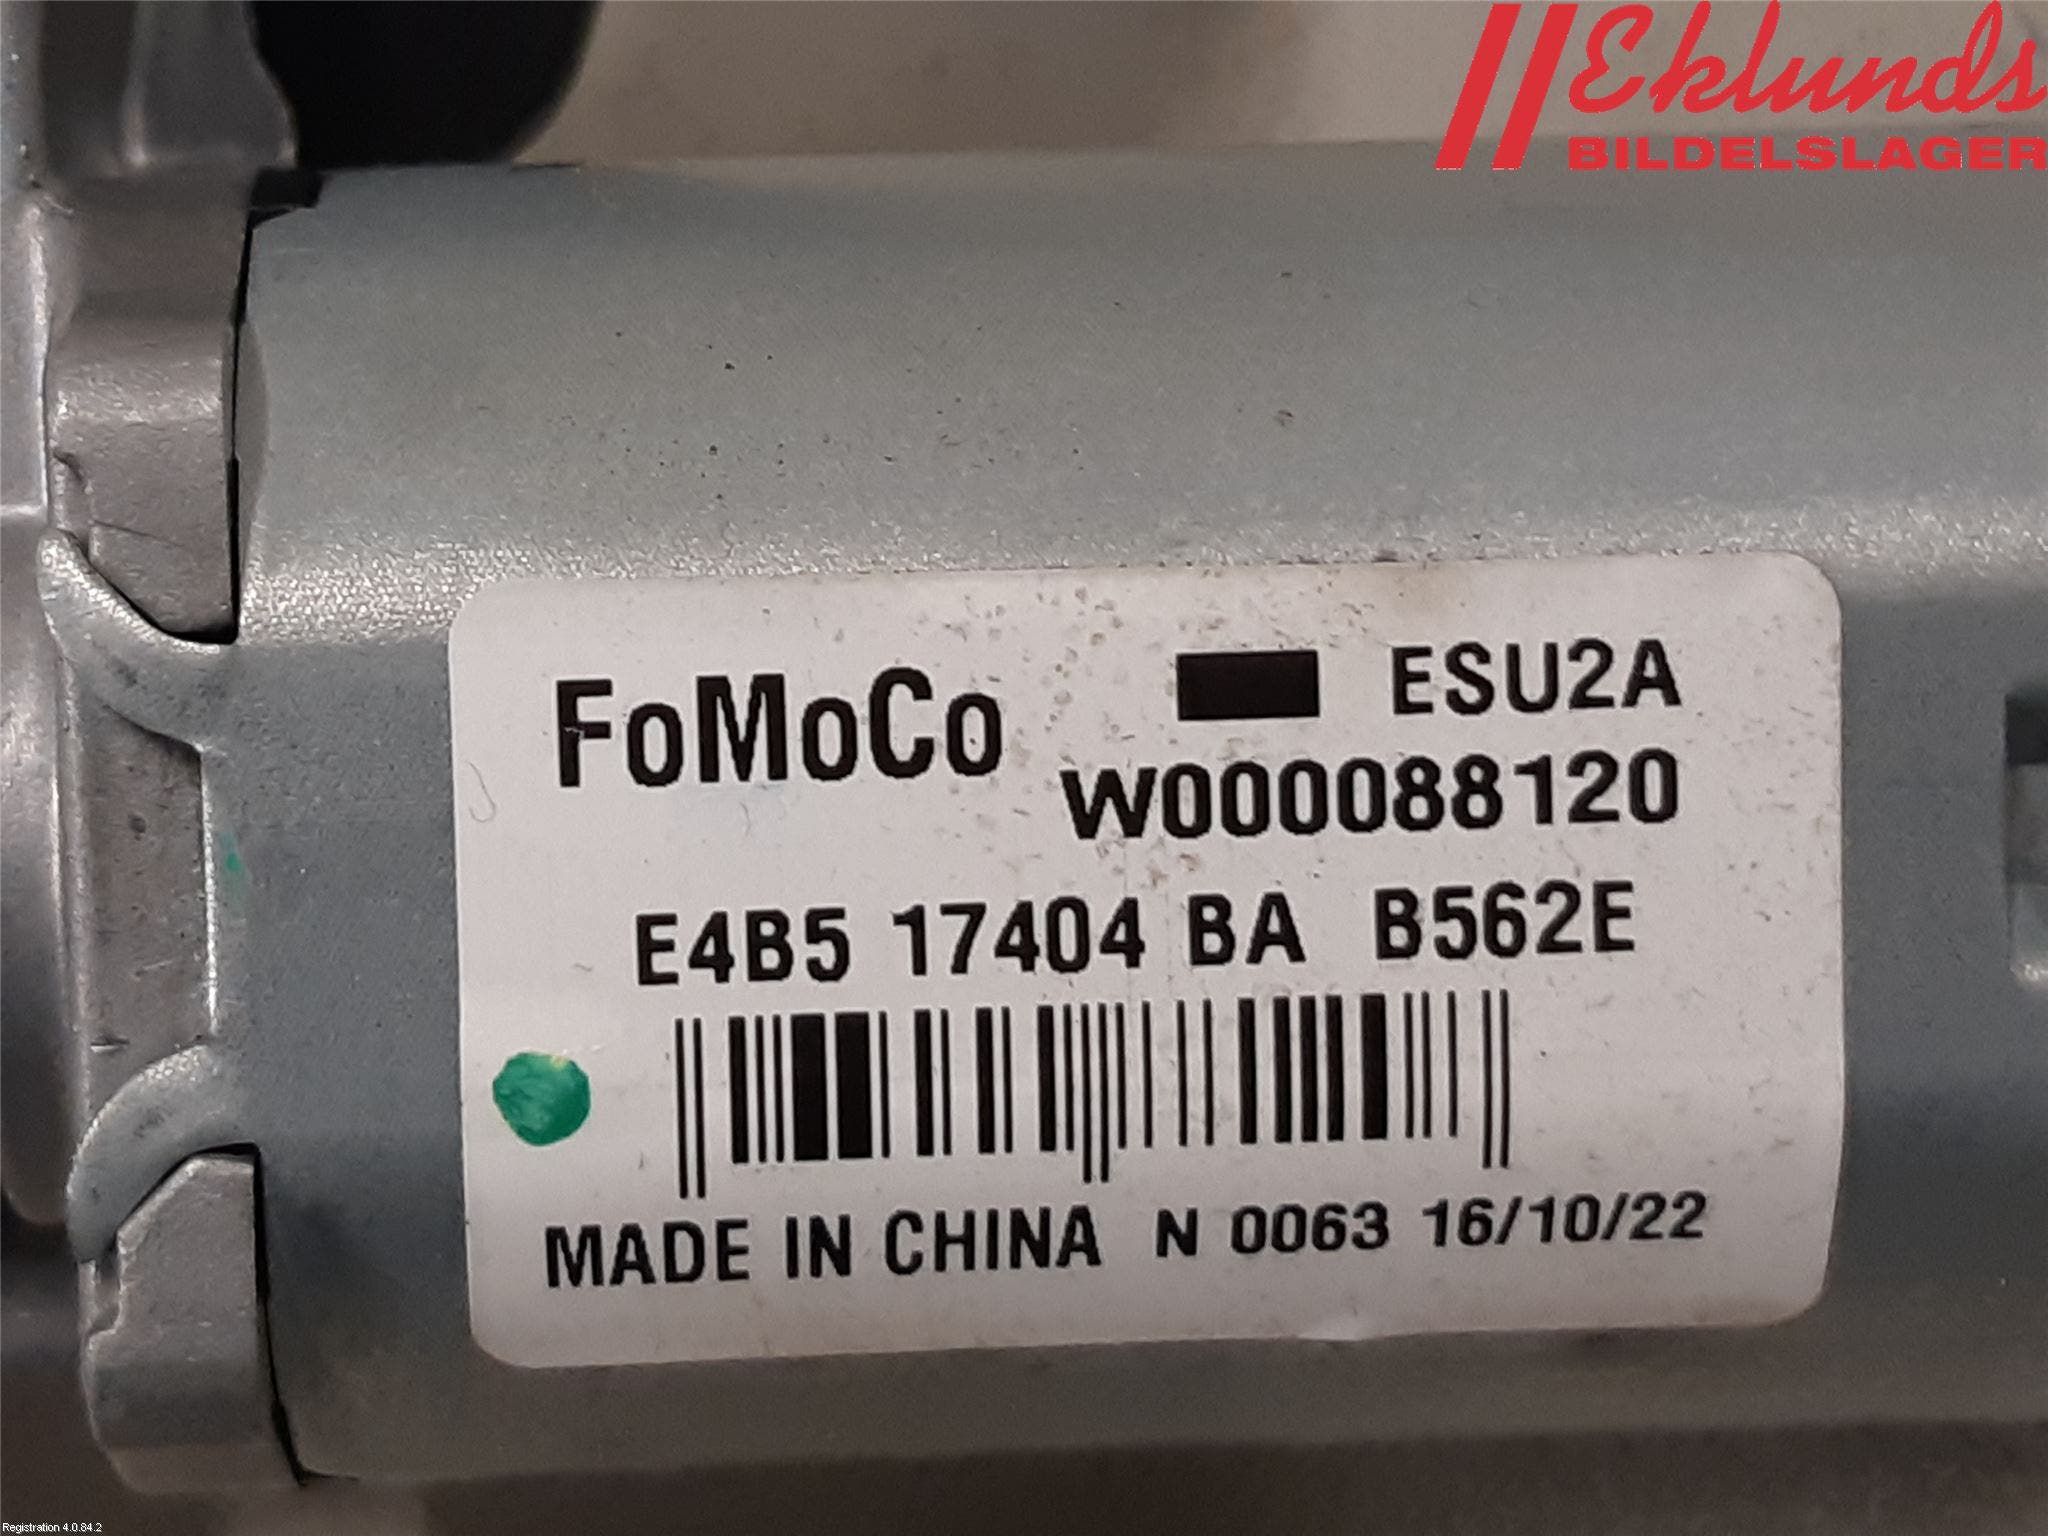 Eklunds
BILDELSLAGER
FoMoCo ESU2A
W000088120
E4B5 17404 BA B562E
MADE IN CHINA N 0063 16/10/22
Registration 4.0.84.2